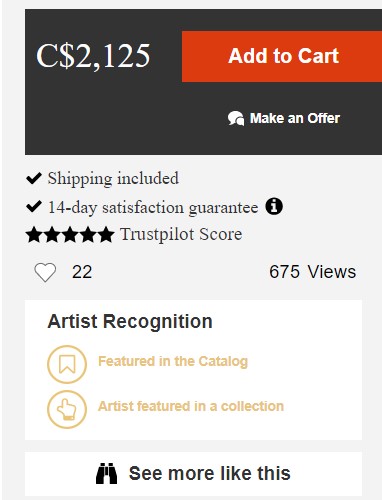 C$2,125
Add to Cart
Make an Offer
Shipping included
14-day satisfaction guarantee
Trustpilot Score
22
675 Views
Artist Recognition
Featured in the Catalog
Artist featured in a collection
See more like this